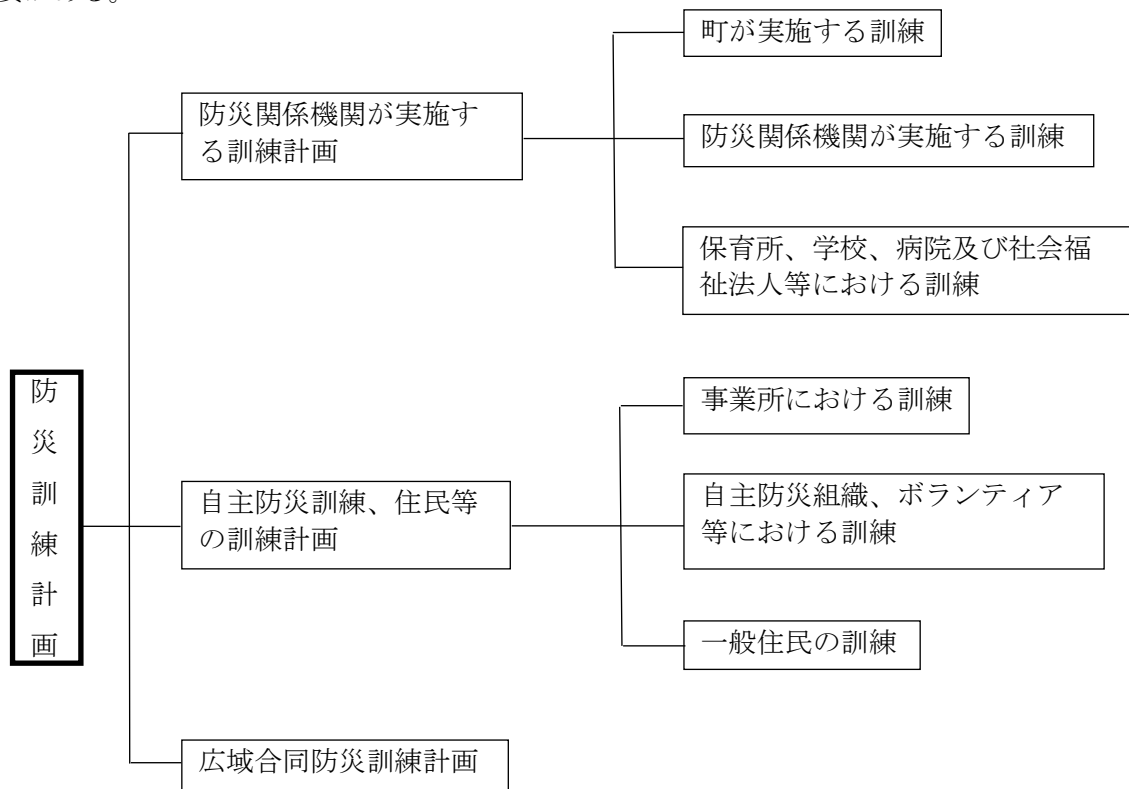 町が実施する訓練
防災関係機関が実施す
る訓練計画
防災関係機関が実施する訓練
保育所、学校、病院及び社会福
祉法人等における訓練
防災訓練計画
事業所における訓練
自主防災訓練、住民等
の訓練計画
自主防災組織、ボランティア
等における訓練
一般住民の訓練
広域合同防災訓練計画